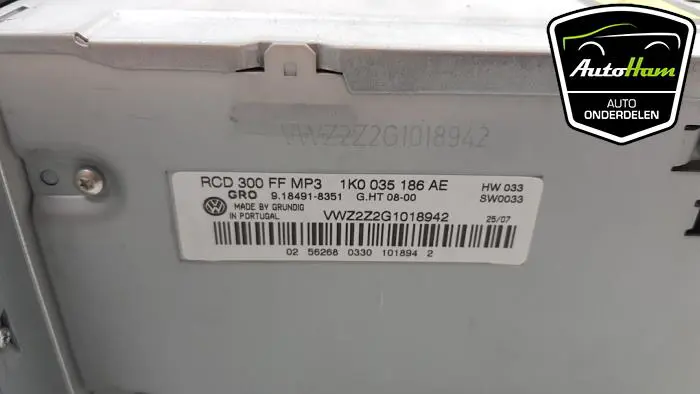 AutoHam
AUTO
ONDERDELEN
VWZ2Z2G1018942
RCD 300 FF MP3 1K0 035 186 AE HW 033
GRO 9.18491-8351 G.HT 08-00 SW0033
MADE BY GRUNDIG
IN PORTUGAL
VWZ2Z2G1018942 25/07
02 56268 0330 101894 2